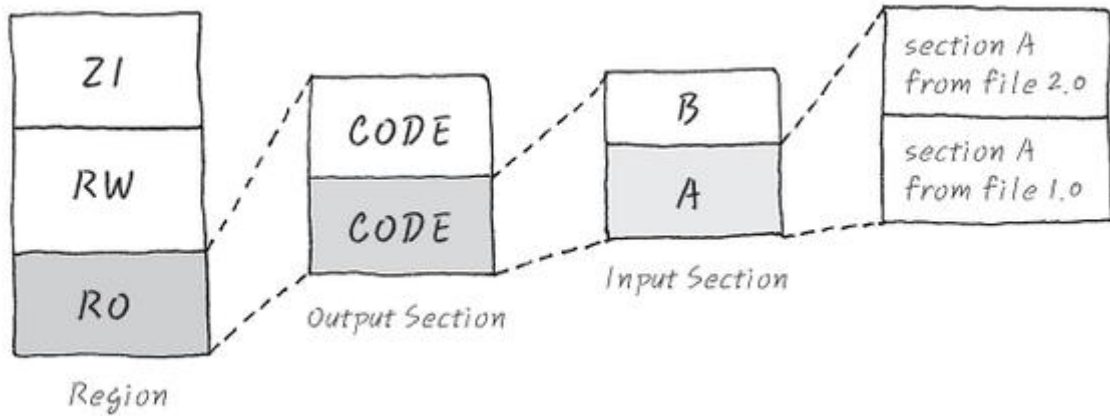 ZI
RW
RO
Region
CODE
CODE
Output Section
B
A
Input Section
section A
from file 2.0
section A
from file 1.0